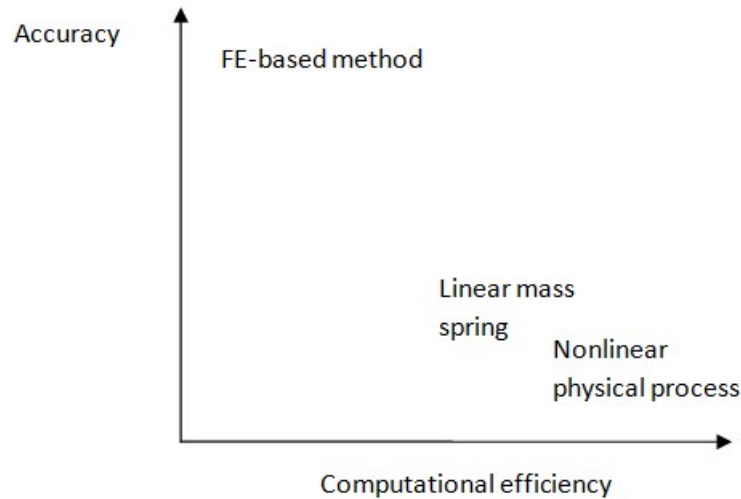 Accuracy
FE-based method
Linear mass
spring
Nonlinear
physical process
Computational efficiency